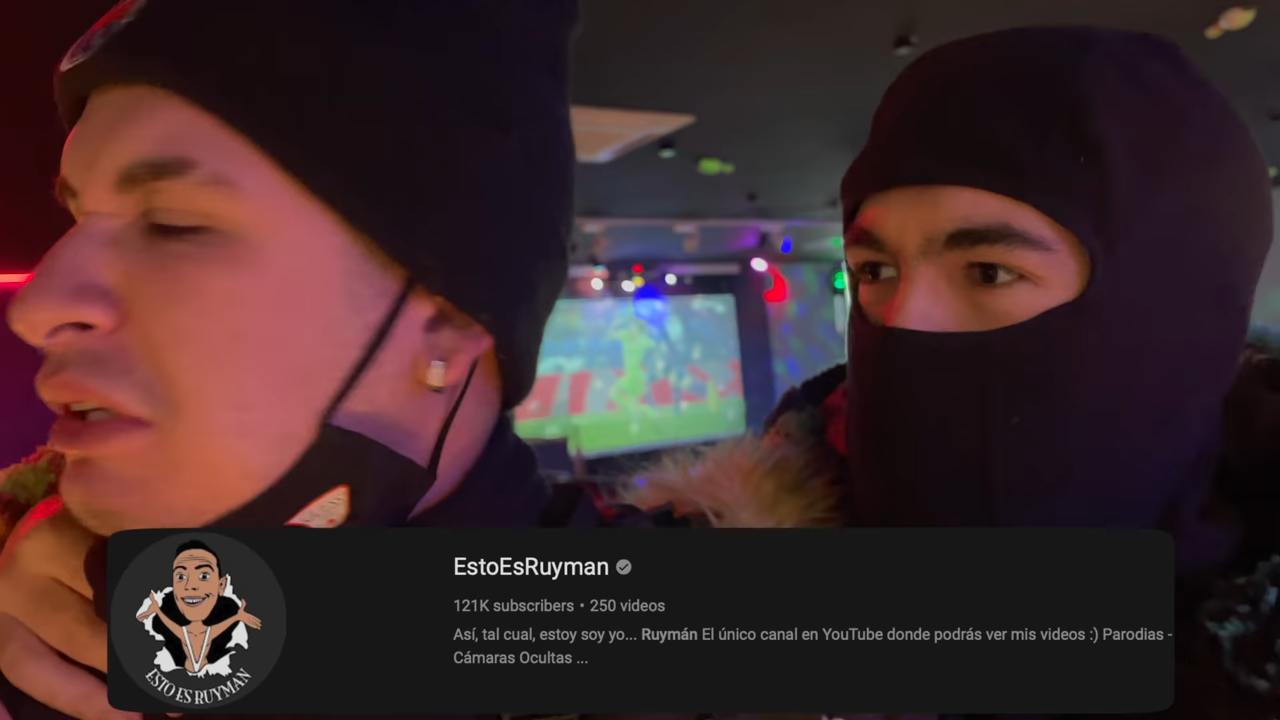 EstoEsRuyman
121K subscribers • 250 videos
Así, tal cual, estoy soy yo... Ruymán El único canal en YouTube donde podrás ver mis videos :) Parodias -
Cámaras Ocultas ...
ESTO ES RUYMAN